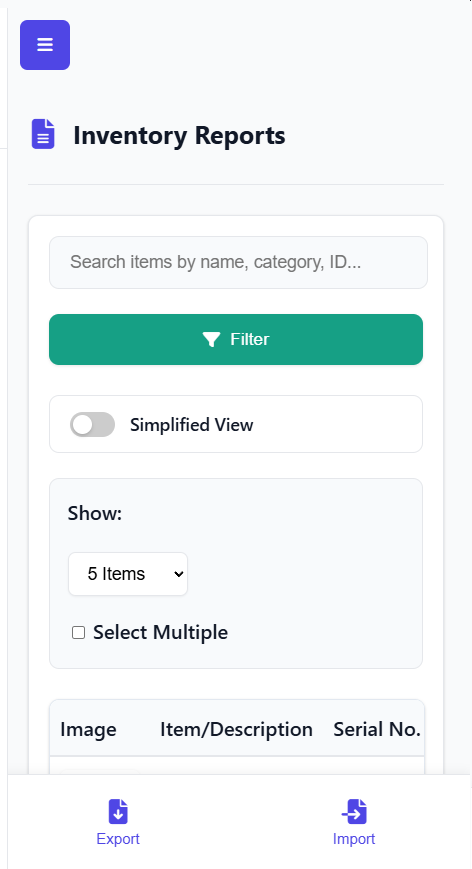 Inventory Reports
Search items by name, category, ID...
Filter
Simplified View
Show:
5 Items
Select Multiple
Image Item/Description Serial No.
Export Import